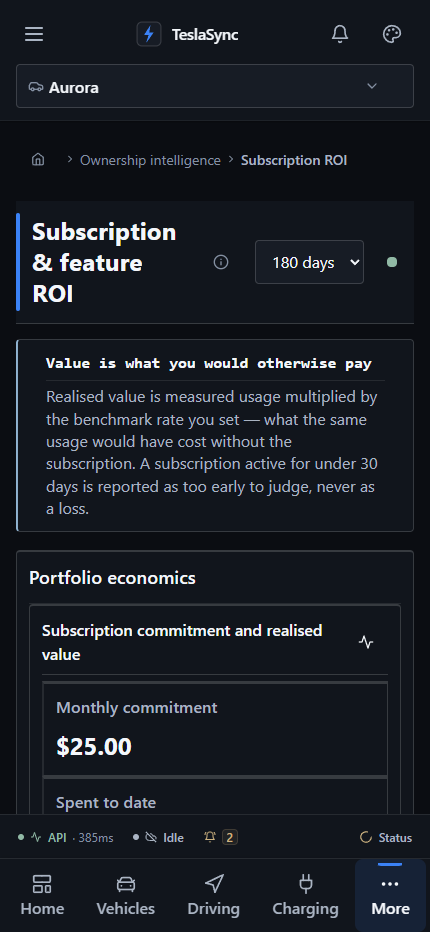 TeslaSync
Aurora
Ownership intelligence
Subscription ROI
Subscription
& feature
ROI
180 days
Value is what you would otherwise pay
Realised value is measured usage multiplied by
the benchmark rate you set — what the same
usage would have cost without the
subscription. A subscription active for under 30
days is reported as too early to judge, never as
a loss.
Portfolio economics
Subscription commitment and realised
value
Monthly commitment
$25.00
Spent to date
API · 385ms
Idle
2
Status
Home
Vehicles
Driving
Charging
More